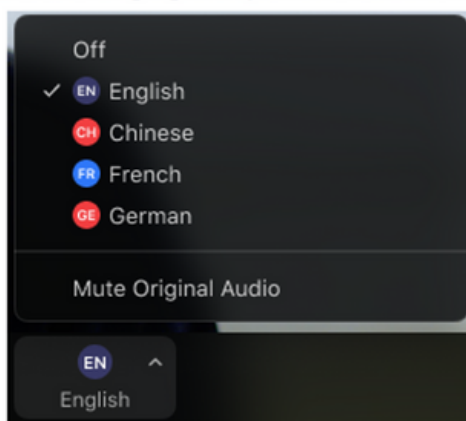 Off
EN English
CH Chinese
FR French
GE German
Mute Original Audio
EN
English